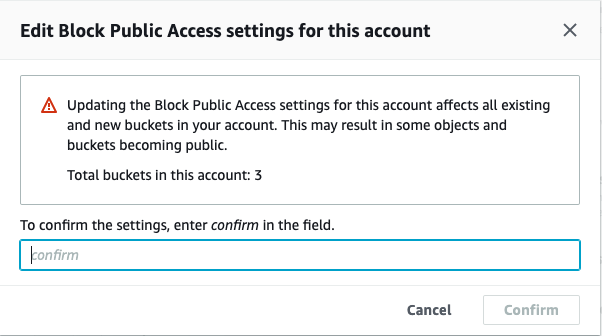 Edit Block Public Access settings for this account
Updating the Block Public Access settings for this account affects all existing
and new buckets in your account. This may result in some objects and
buckets becoming public.
Total buckets in this account: 3
To confirm the settings, enter confirm in the field.
confirm
Cancel
Confirm